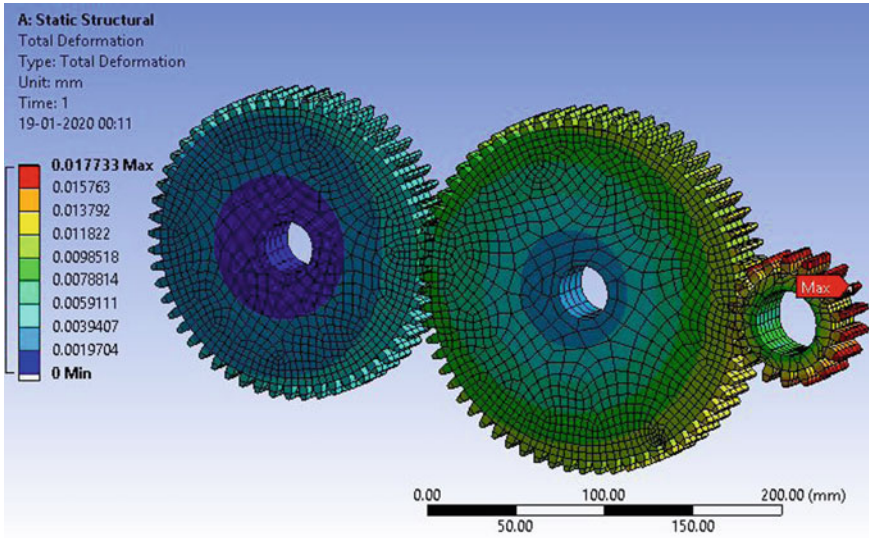 A: Static Structural
Total Deformation
Type: Total Deformation
Unit: mm
Time: 1
19-01-2020 00:11
0.017733 Max
0.015763
0.013792
0.011822
0.0098518
0.0078814
0.0059111
0.0039407
0.0019704
0 Min
Max
0.00 100.00 200.00 (mm)
50.00 150.00